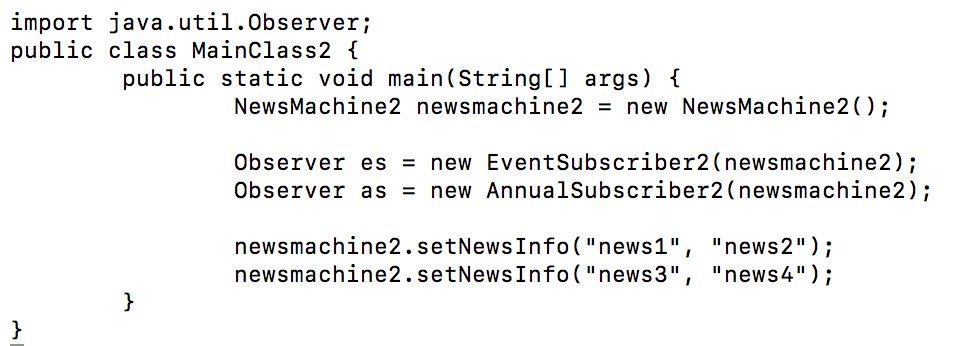 import java.util.Observer;
public class MainClass2 {
        public static void main(String[] args) {
                NewsMachine2 newsmachine2 = new NewsMachine2();

                Observer es = new EventSubscriber2(newsmachine2);
                Observer as = new AnnualSubscriber2(newsmachine2);

                newsmachine2.setNewsInfo("news1", "news2");
                newsmachine2.setNewsInfo("news3", "news4");
        }
}